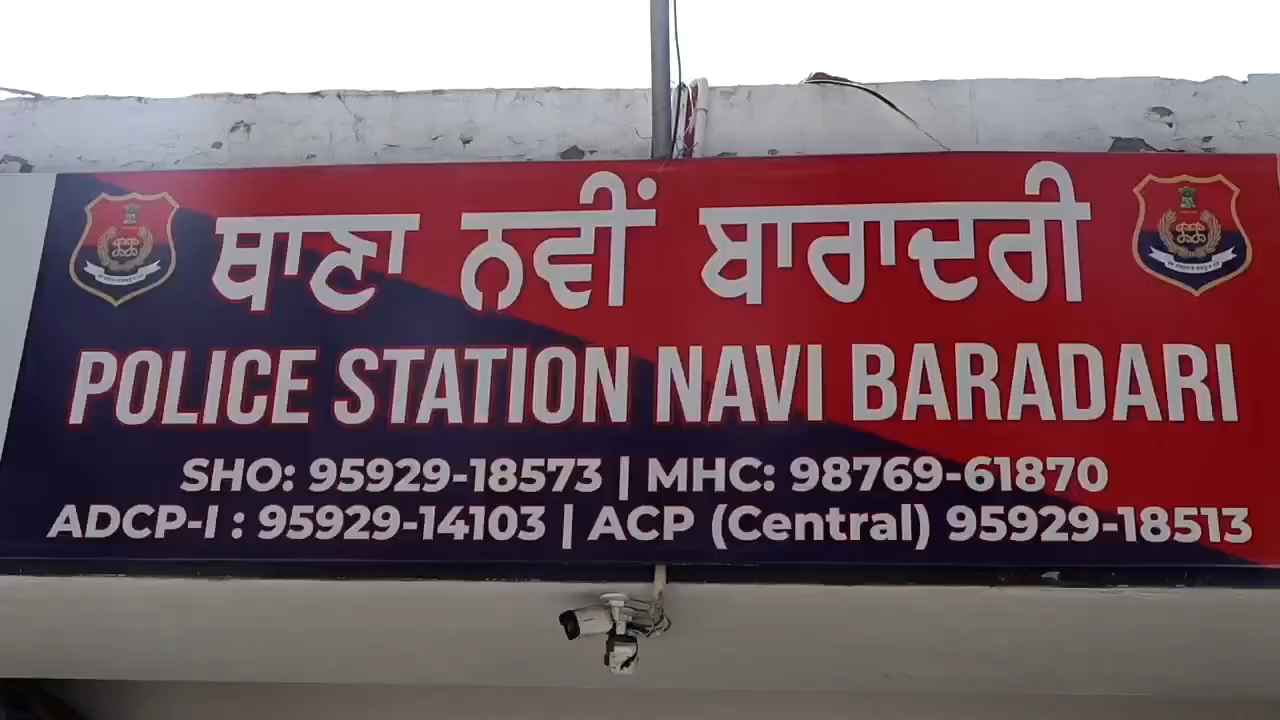 ਥਾਣਾ ਨਵੀਂ ਬਾਰਾਦਰੀ
POLICE STATION NAVI BARADARI
SHO: 95929-18573 | MHC: 98769-61870
ADCP-I : 95929-14103 | ACP (Central) 95929-18513